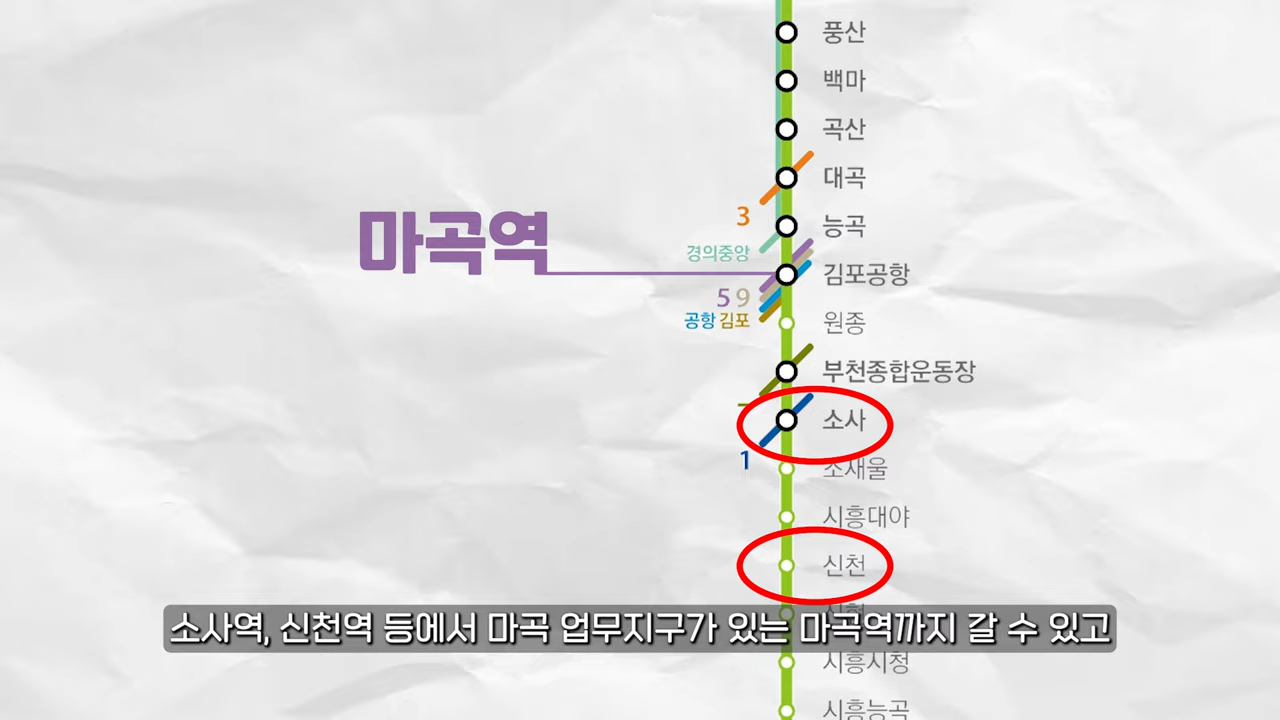 풍산
백마
곡산
대곡
3
마곡역
능곡
경의중앙
김포공항
5 9
공항 김포
원종
부천종합운동장
소사
1
소새울
시흥대야
신천
소사역, 신천역 등에서 마곡 업무지구가 있는 마곡역까지 갈 수 있고
시흥시청
시흥능곡